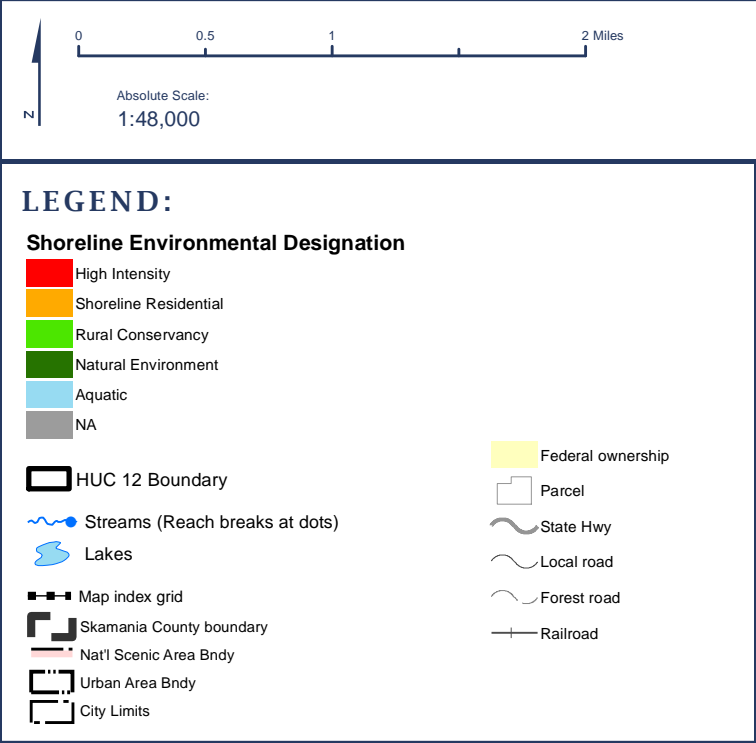 0 0.5 1 2 Miles
Absolute Scale:
1:48,000
N
LEGEND:
Shoreline Environmental Designation
High Intensity
Shoreline Residential
Rural Conservancy
Natural Environment
Aquatic
NA
HUC 12 Boundary
Streams (Reach breaks at dots)
Lakes
Map index grid
Skamania County boundary
Nat'l Scenic Area Bndy
Urban Area Bndy
City Limits
Federal ownership
Parcel
State Hwy
Local road
Forest road
Railroad